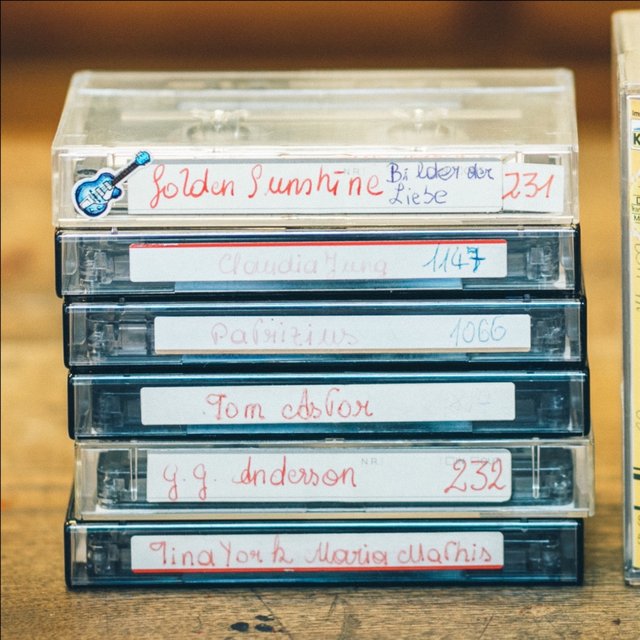 Golden Sunshine Bilder der Liebe 231
Claudia Jung 1147
Patrizius 1066
Tom Astor
G.G. Anderson N.R. 232
Tina York Maria Mathis